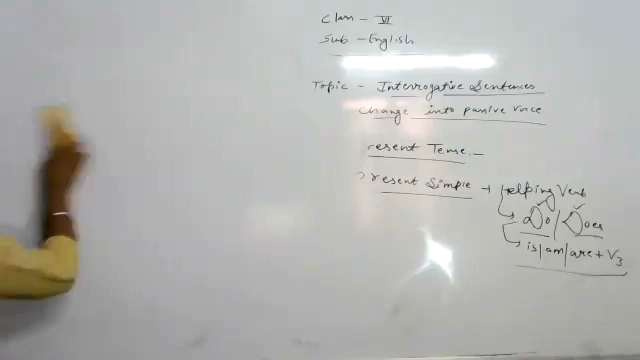 Class - VI
Sub - English
Topic - Interrogative Sentences
change into passive voice
resent Tense -
resent Simple → Helping Verb
Do / Does
is/am/are + V3